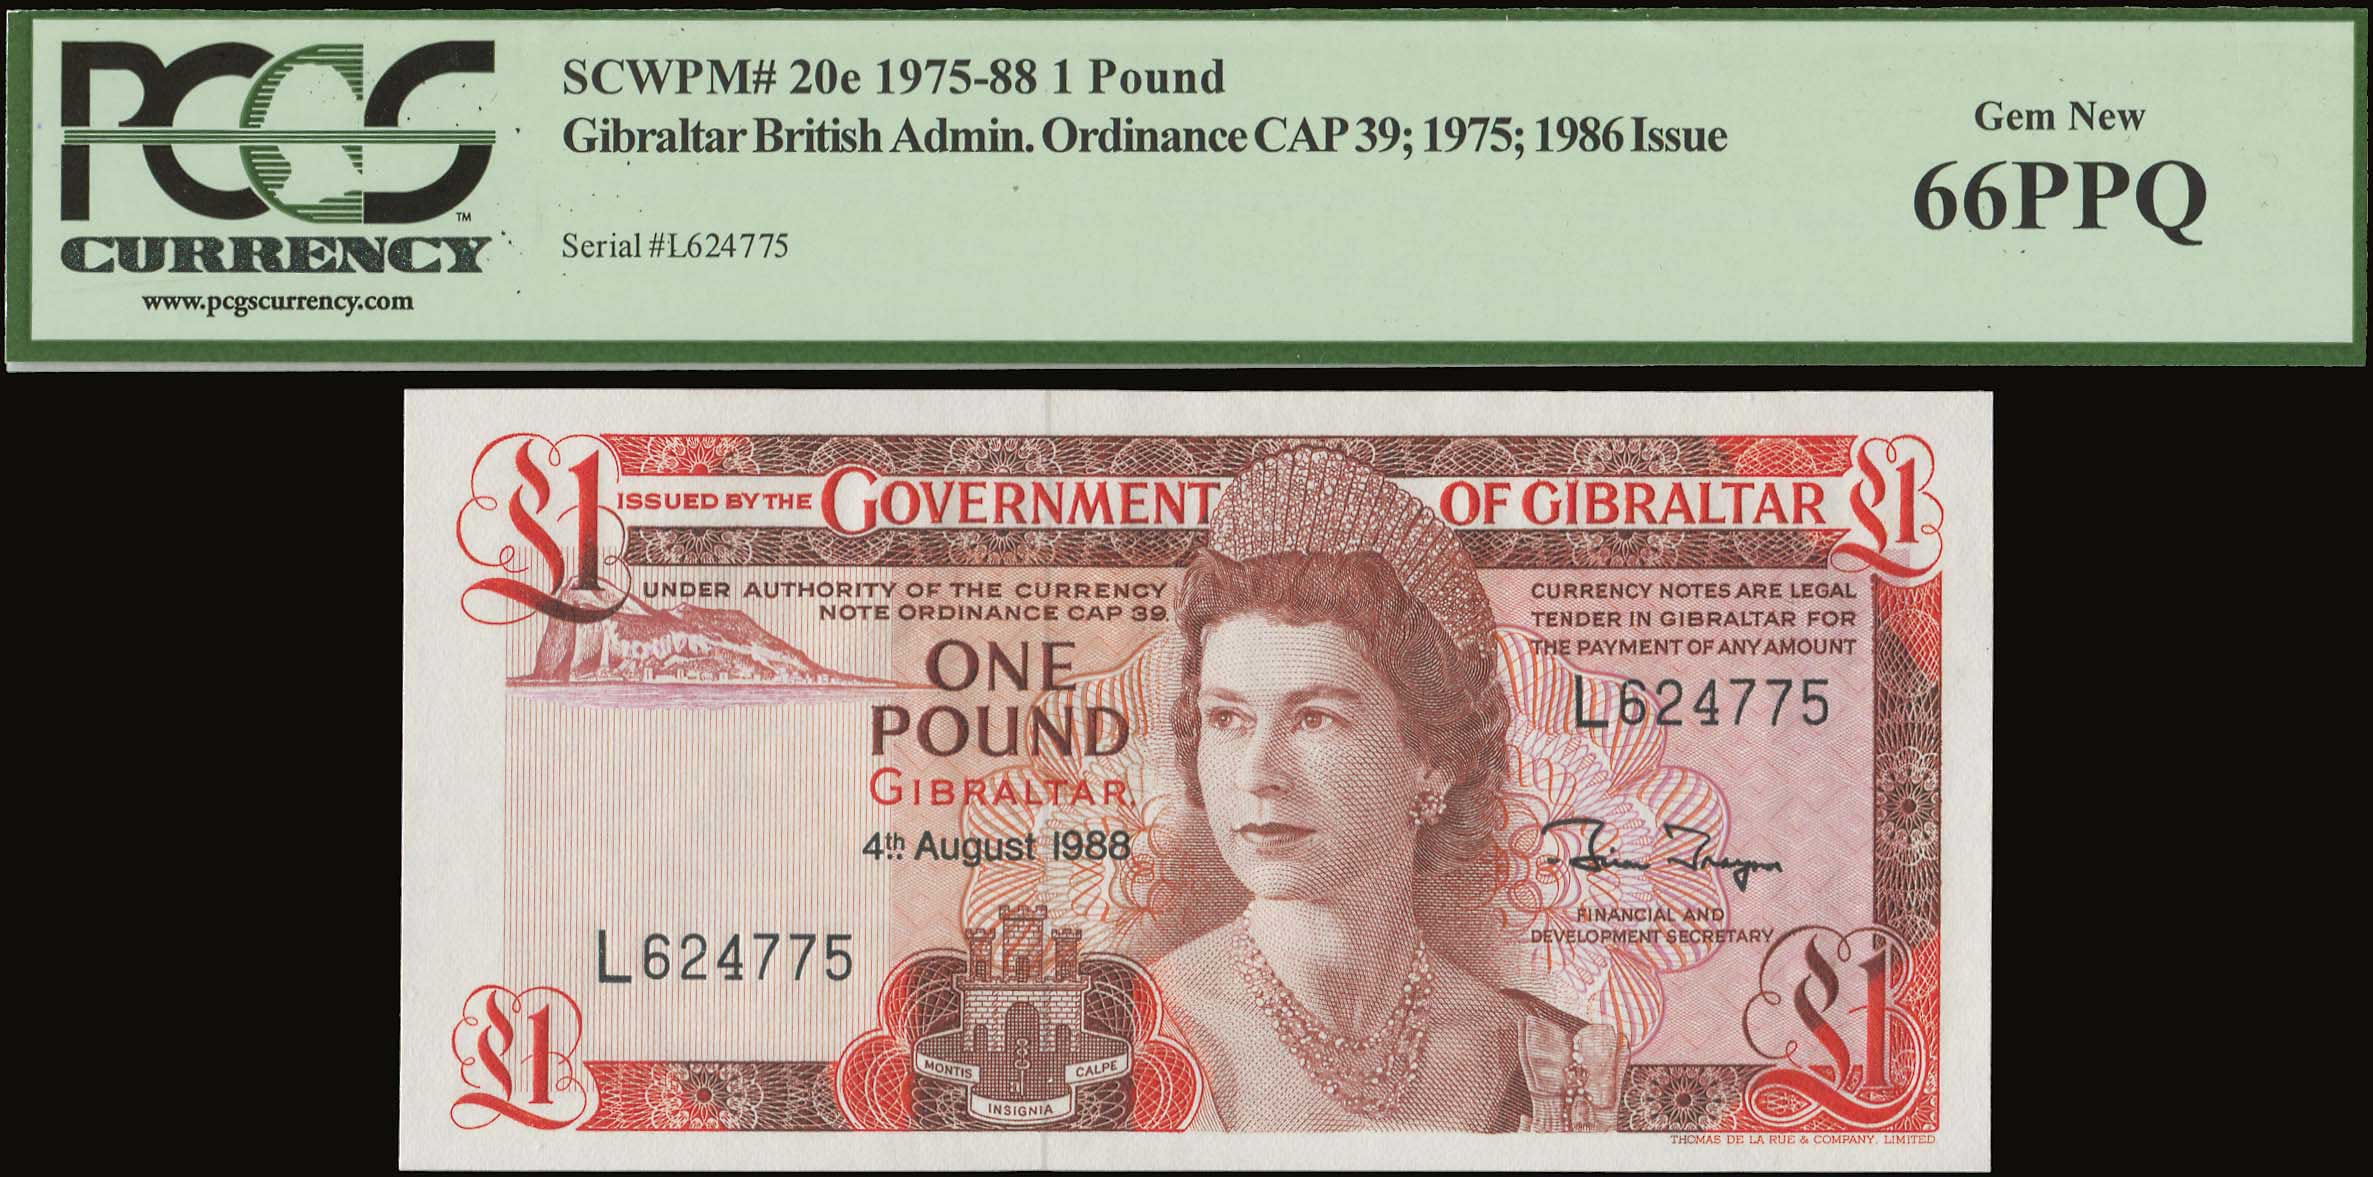 PCGS
TM
CURRENCY
www.pcgscurrency.com
SCWPM# 20e 1975-88 1 Pound
Gibraltar British Admin. Ordinance CAP 39; 1975; 1986 Issue
Serial #L624775
Gem New
66PPQ
£1
ISSUED BY THE GOVERNMENT OF GIBRALTAR
£1
UNDER AUTHORITY OF THE CURRENCY
NOTE ORDINANCE CAP 39.
CURRENCY NOTES ARE LEGAL
TENDER IN GIBRALTAR FOR
THE PAYMENT OF ANY AMOUNT
ONE
POUND
GIBRALTAR,
4th August 1988
L624775
Brian Traynor
FINANCIAL AND
DEVELOPMENT SECRETARY
L624775
£1
MONTIS
INSIGNIA
CALPE
£1
THOMAS DE LA RUE & COMPANY, LIMITED